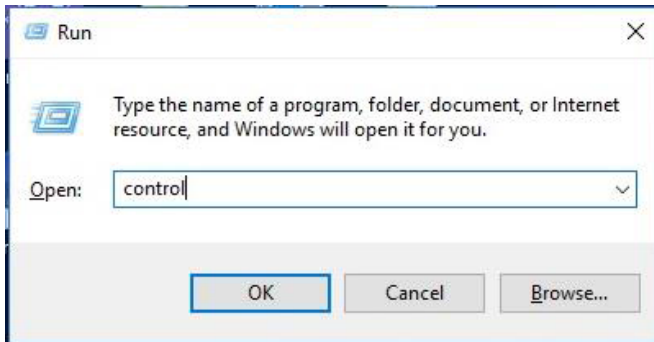 Run
Type the name of a program, folder, document, or Internet
resource, and Windows will open it for you.
Open: control
OK Cancel Browse...